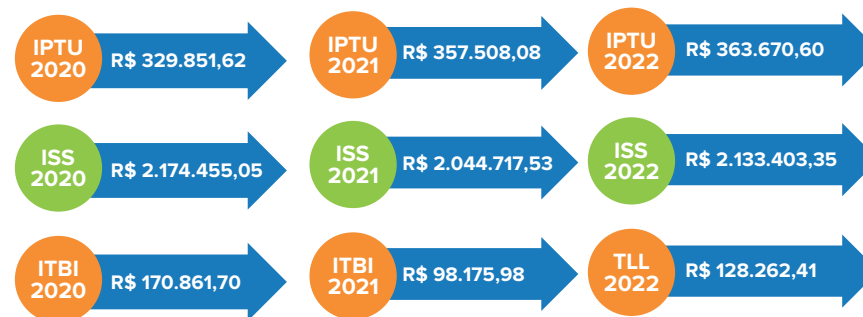 IPTU
2020
R$ 329.851,62
IPTU
2021
R$ 357.508,08
IPTU
2022
R$ 363.670,60
ISS
2020
R$ 2.174.455,05
ISS
2021
R$ 2.044.717,53
ISS
2022
R$ 2.133.403,35
ITBI
2020
R$ 170.861,70
ITBI
2021
R$ 98.175,98
TLL
2022
R$ 128.262,41